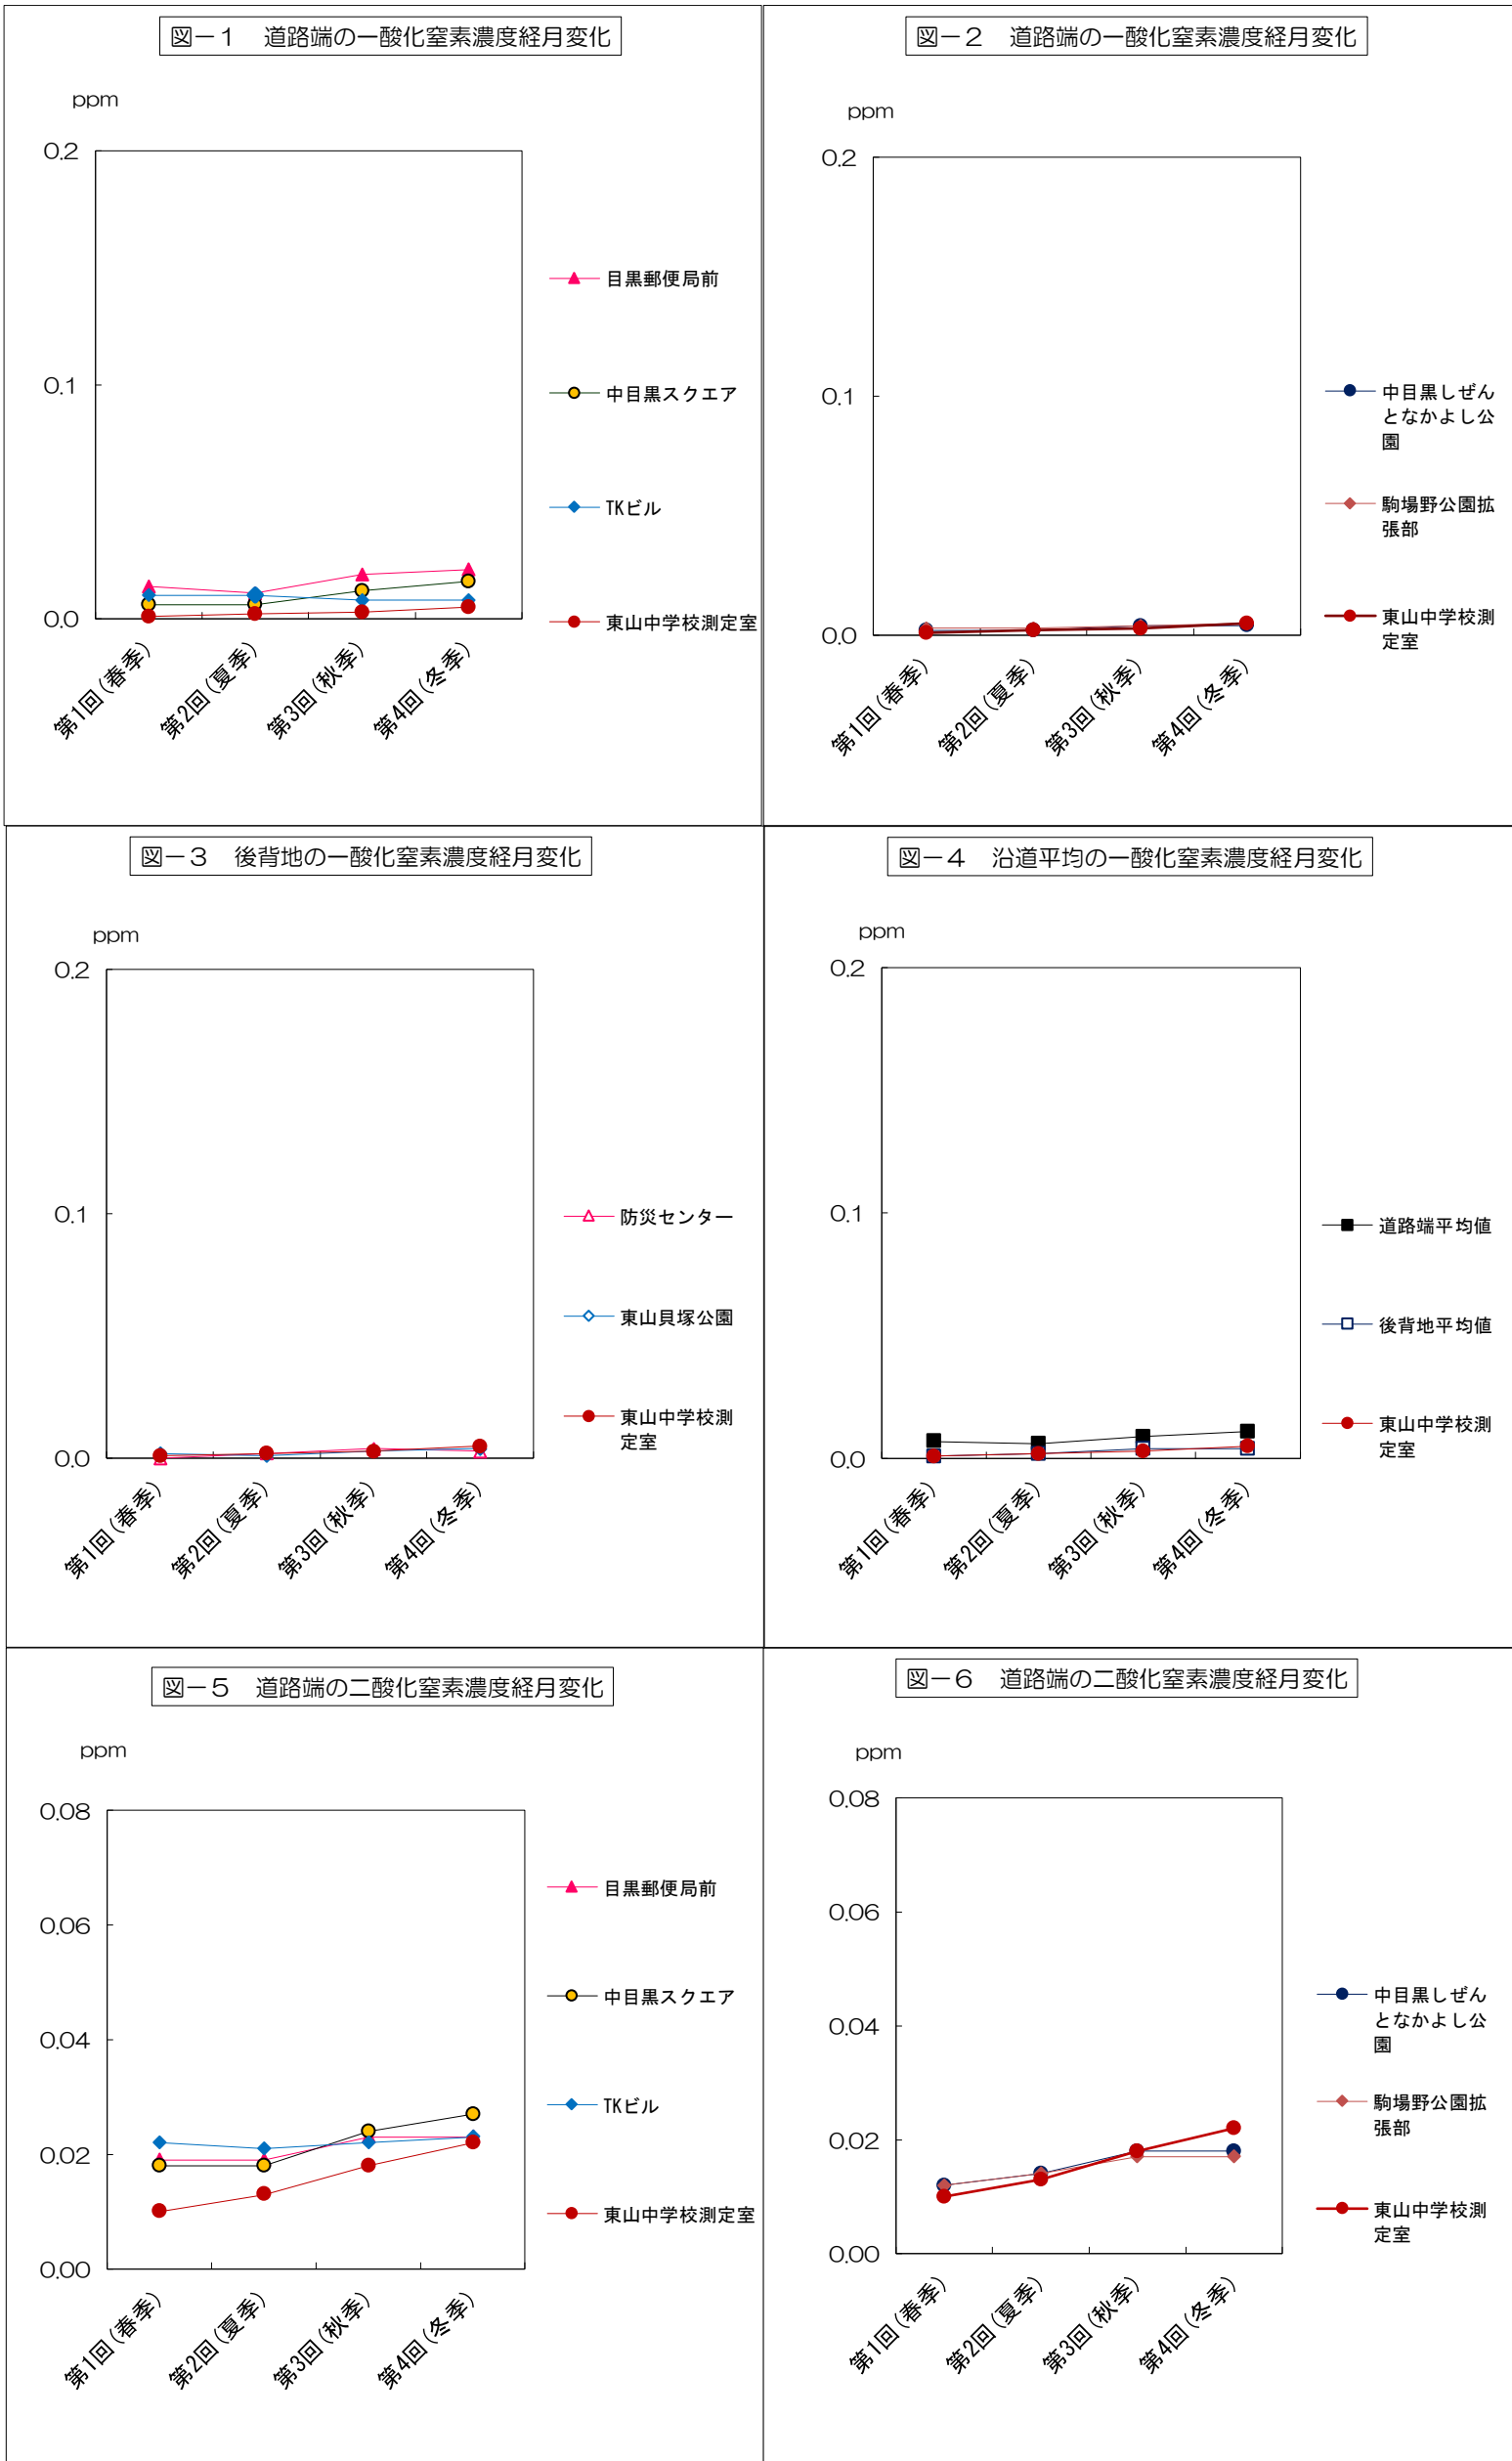 図－1　道路端の一酸化窒素濃度経月変化
ppm
0.2
0.1
0.0
第1回(春季)
第2回(夏季)
第3回(秋季)
第4回(冬季)
目黒郵便局前
中目黒スクエア
TKビル
東山中学校測定室
図－2　道路端の一酸化窒素濃度経月変化
ppm
0.2
0.1
0.0
第1回(春季)
第2回(夏季)
第3回(秋季)
第4回(冬季)
中目黒しぜん
となかよし公
園
駒場野公園拡
張部
東山中学校測
定室
図－3　後背地の一酸化窒素濃度経月変化
ppm
0.2
0.1
0.0
第1回(春季)
第2回(夏季)
第3回(秋季)
第4回(冬季)
防災センター
東山貝塚公園
東山中学校測
定室
図－4　沿道平均の一酸化窒素濃度経月変化
ppm
0.2
0.1
0.0
第1回(春季)
第2回(夏季)
第3回(秋季)
第4回(冬季)
道路端平均値
後背地平均値
東山中学校測
定室
図－5　道路端の二酸化窒素濃度経月変化
ppm
0.08
0.06
0.04
0.02
0.00
第1回(春季)
第2回(夏季)
第3回(秋季)
第4回(冬季)
目黒郵便局前
中目黒スクエア
TKビル
東山中学校測定室
図－6　道路端の二酸化窒素濃度経月変化
ppm
0.08
0.06
0.04
0.02
0.00
第1回(春季)
第2回(夏季)
第3回(秋季)
第4回(冬季)
中目黒しぜん
となかよし公
園
駒場野公園拡
張部
東山中学校測
定室